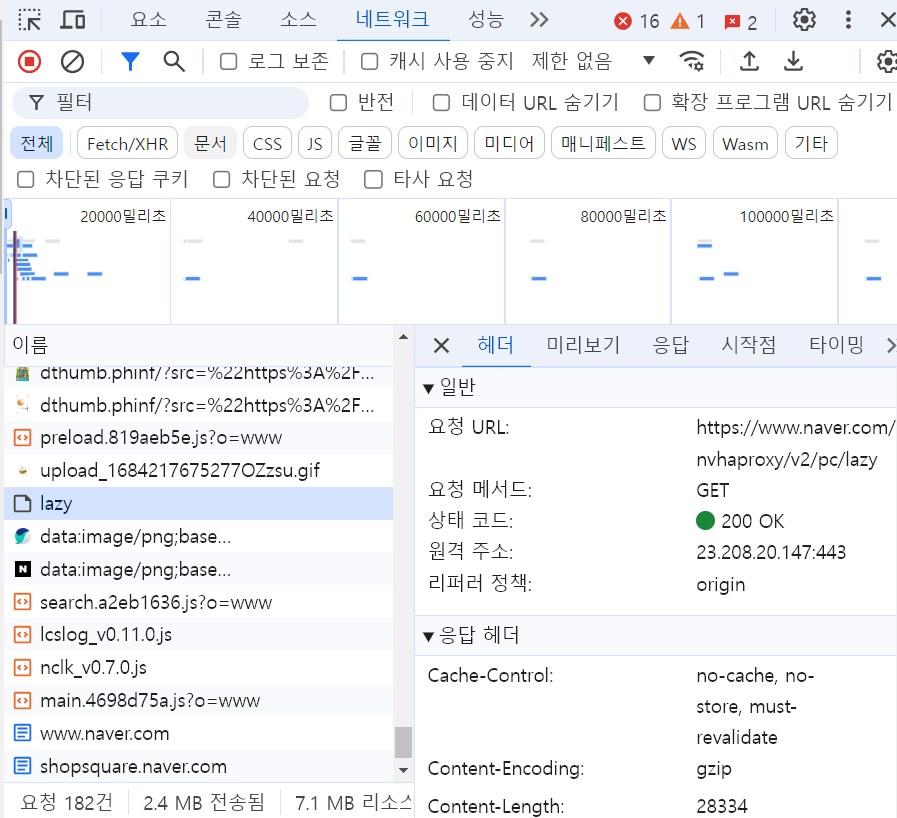 요소 콘솔 소스 네트워크 성능 16 1 2
로그 보존 캐시 사용 중지 제한 없음
필터 반전 데이터 URL 숨기기 확장 프로그램 URL 숨기기
전체 Fetch/XHR 문서 CSS JS 글꼴 이미지 미디어 매니페스트 WS Wasm 기타
차단된 응답 쿠키 차단된 요청 타사 요청
20000밀리초 40000밀리초 60000밀리초 80000밀리초 100000밀리초
이름
dthumb.phinf/?src=%22https%3A%2F...
dthumb.phinf/?src=%22https%3A%2F...
preload.819aeb5e.js?o=www
upload_1684217675277OZzsu.gif
lazy
data:image/png;base...
data:image/png;base...
search.a2eb1636.js?o=www
lcslog_v0.11.0.js
nclk_v0.7.0.js
main.4698d75a.js?o=www
www.naver.com
shopsquare.naver.com
요청 182건 2.4 MB 전송됨 7.1 MB 리소스
헤더 미리보기 응답 시작점 타이밍
▼일반
요청 URL: https://www.naver.com/
nvhaproxy/v2/pc/lazy
요청 메서드: GET
상태 코드: 200 OK
원격 주소: 23.208.20.147:443
리퍼러 정책: origin
▼응답 헤더
Cache-Control: no-cache, no-
store, must-
revalidate
Content-Encoding: gzip
Content-Length: 28334